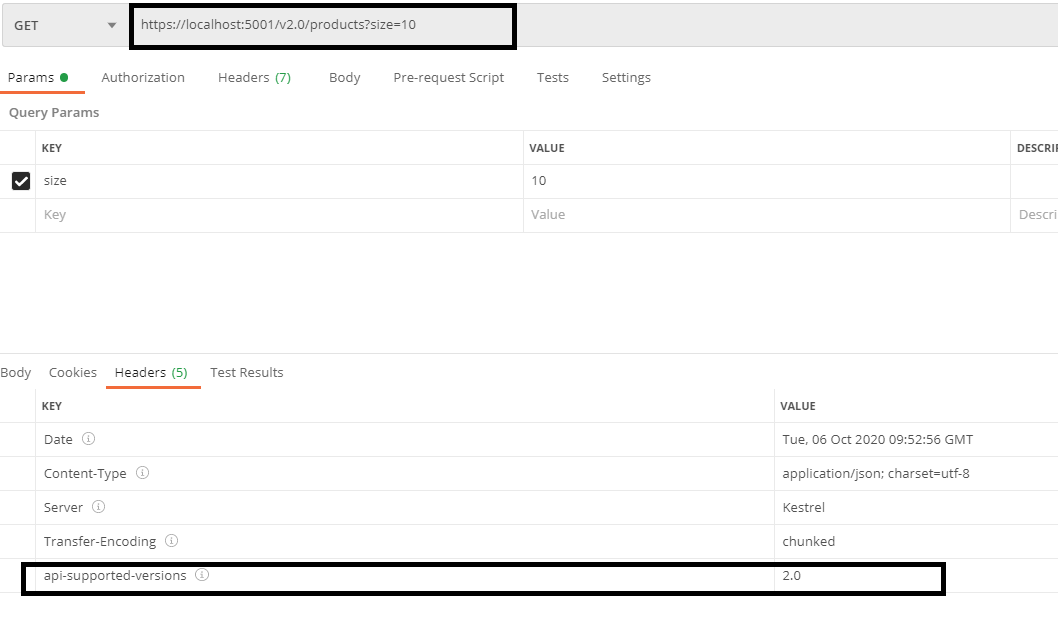 GET https://localhost:5001/v2.0/products?size=10
Params Authorization Headers (7) Body Pre-request Script Tests Settings
Query Params
KEY VALUE DESCRIP
size 10
Key Value Descri
Body Cookies Headers (5) Test Results
KEY VALUE
Date Tue, 06 Oct 2020 09:52:56 GMT
Content-Type application/json; charset=utf-8
Server Kestrel
Transfer-Encoding chunked
api-supported-versions 2.0